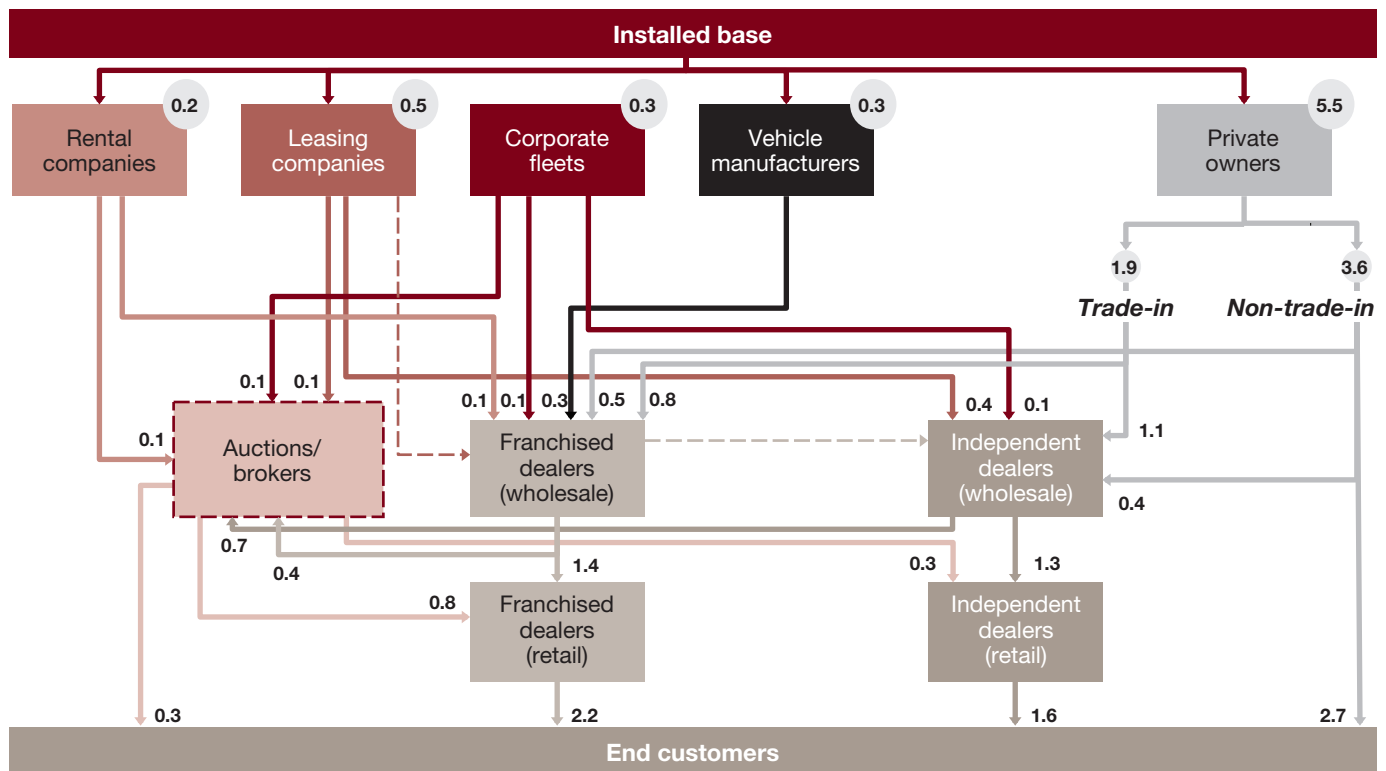 Installed base
0.2
0.5
0.3
0.3
5.5
Rental
companies
Leasing
companies
Corporate
fleets
Vehicle
manufacturers
Private
owners
1.9
3.6
Trade-in
Non-trade-in
0.1
0.1
0.1
0.1
0.3
0.5
0.8
0.4
0.1
0.1
1.1
Auctions/
brokers
Franchised
dealers
(wholesale)
Independent
dealers
(wholesale)
0.4
0.7
0.4
1.4
0.3
1.3
0.8
Franchised
dealers
(retail)
Independent
dealers
(retail)
0.3
2.2
1.6
2.7
End customers